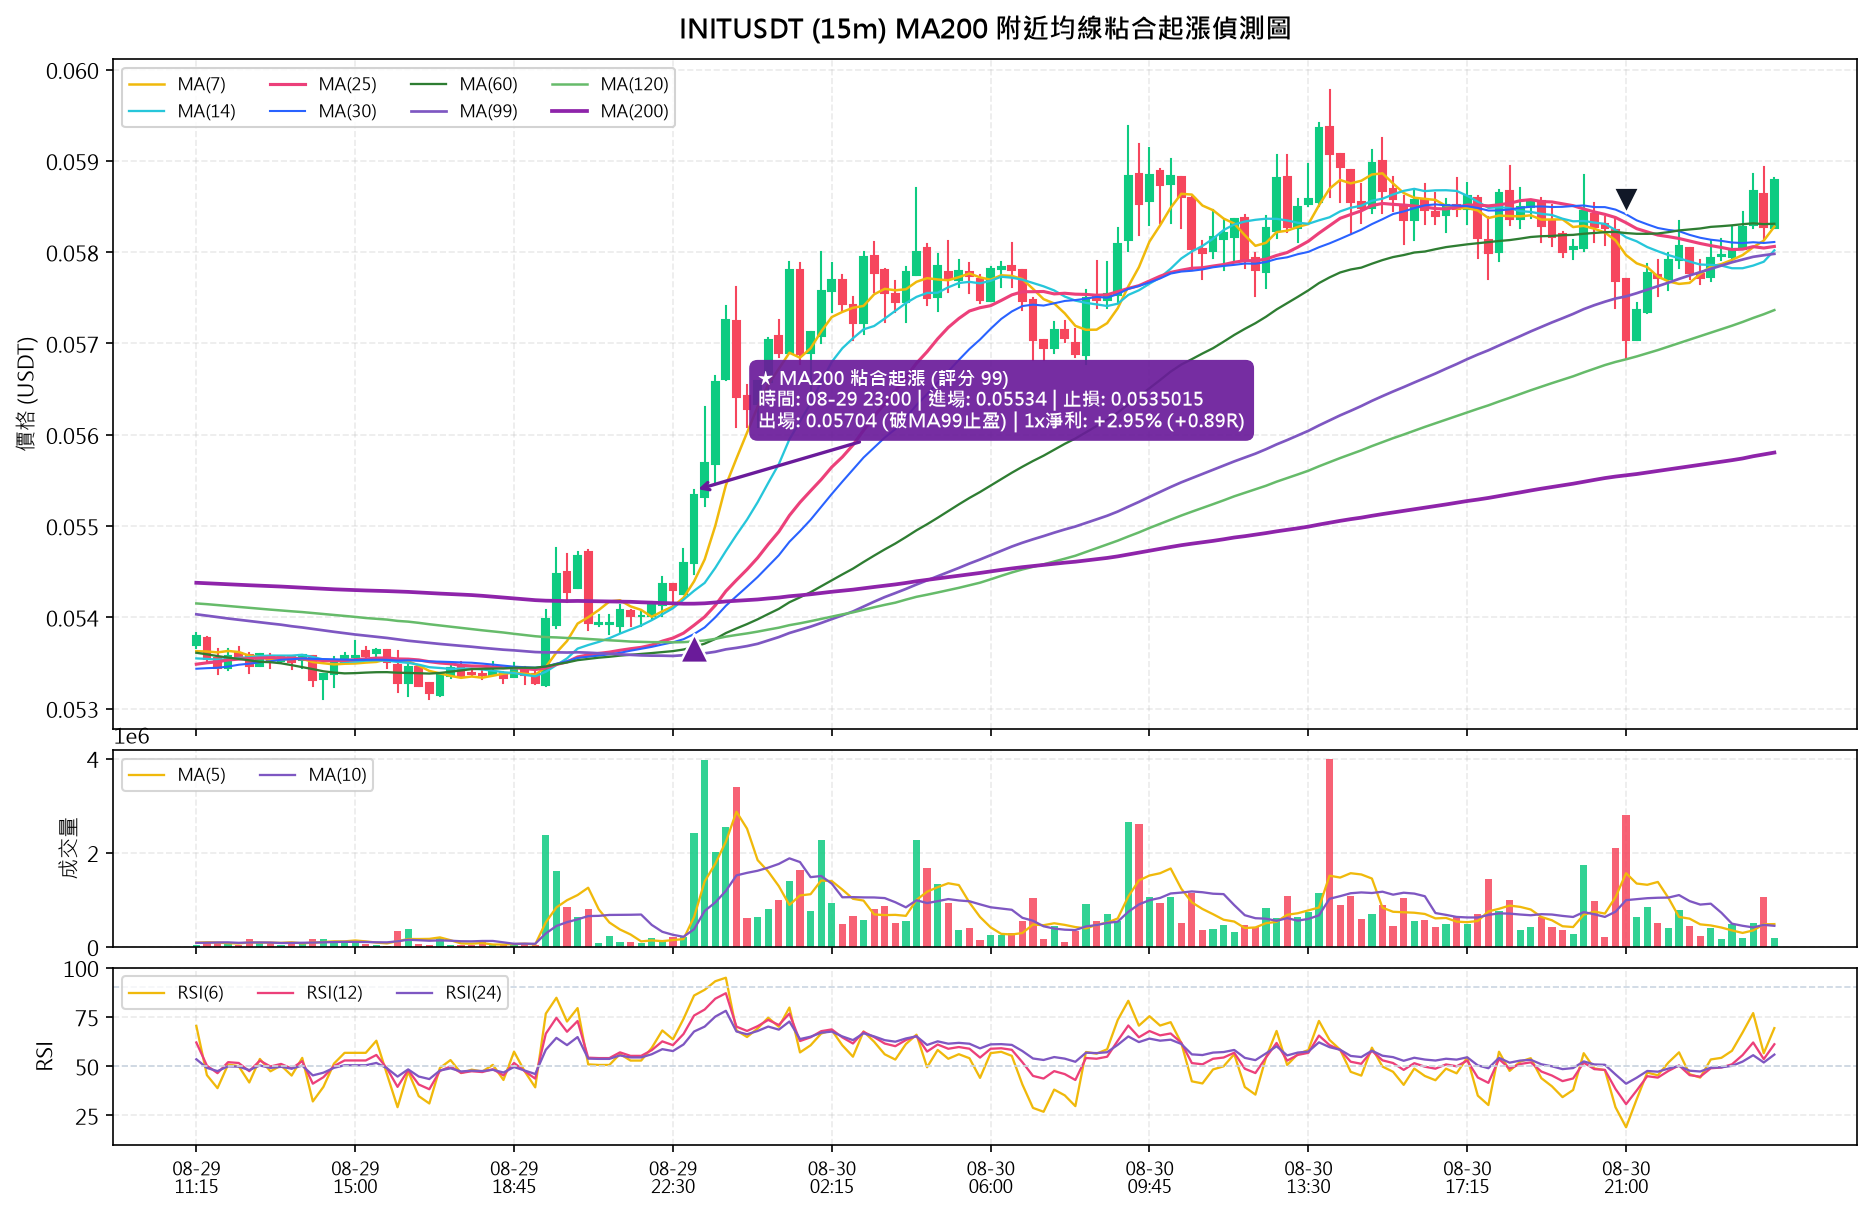 INITUSDT (15m) MA200 附近均線粘合起漲偵測圖
MA(7) MA(25) MA(60) MA(120)
MA(14) MA(30) MA(99) MA(200)
0.060
0.059
0.058
0.057
0.056
0.055
0.054
0.053
價格 (USDT)
★ MA200 粘合起漲 (評分 99)
時間: 08-29 23:00 | 進場: 0.05534 | 止損: 0.0535015
出場: 0.05704 (破MA99止盈) | 1x淨利: +2.95% (+0.89R)
1e6
MA(5) MA(10)
4
2
0
成交量
RSI(6) RSI(12) RSI(24)
100
75
50
25
RSI
08-29 08-29 08-29 08-29 08-30 08-30 08-30 08-30 08-30 08-30
11:15 15:00 18:45 22:30 02:15 06:00 09:45 13:30 17:15 21:00